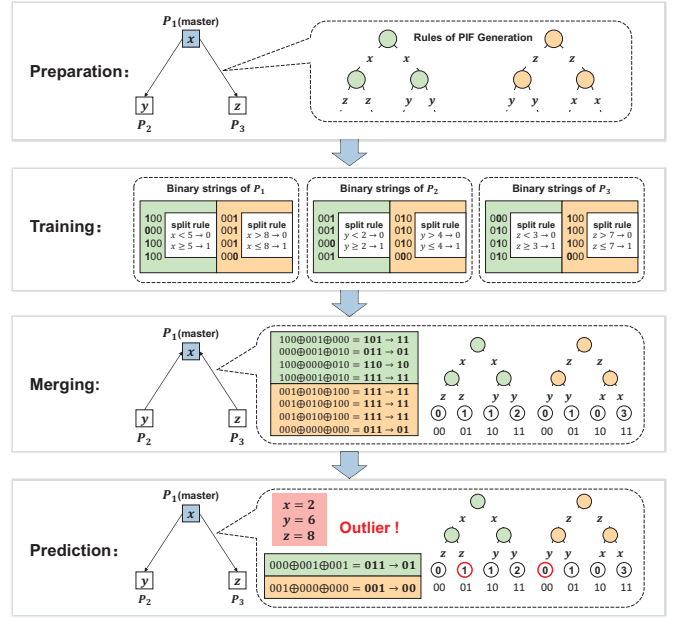 Preparation:
P1(master)
x
y
z
P2
P3
Rules of PIF Generation
x x
z z y y
z z
y y x x
Training:
Binary strings of P1
100
000
100
100
split rule
x < 5 → 0
x ≥ 5 → 1
001
001
001
000
split rule
x > 8 → 0
x ≤ 8 → 1
Binary strings of P2
001
001
000
001
split rule
y < 2 → 0
y ≥ 2 → 1
010
010
010
000
split rule
y > 4 → 0
y ≤ 4 → 1
Binary strings of P3
000
010
010
010
split rule
z < 3 → 0
z ≥ 3 → 1
100
100
100
000
split rule
z > 7 → 0
z ≤ 7 → 1
Merging:
P1(master)
x
y
z
P2
P3
100⊕001⊕000 = 101 → 11
000⊕001⊕010 = 011 → 01
100⊕000⊕010 = 110 → 10
100⊕001⊕010 = 111 → 11
001⊕010⊕100 = 111 → 11
001⊕010⊕100 = 111 → 11
001⊕010⊕100 = 111 → 11
000⊕000⊕000 = 011 → 01
x x
z z y y
0 1 1 2
00 01 10 11
z z
y y x x
0 1 0 3
00 01 10 11
Prediction:
P1(master)
x
y
z
P2
P3
x = 2
y = 6
z = 8
Outlier !
000⊕001⊕001 = 011 → 01
001⊕000⊕000 = 001 → 00
x x
z z y y
0 1 1 2
00 01 10 11
z z
y y x x
0 1 0 3
00 01 10 11